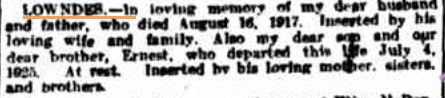 LOWNDES.—In loving memory of my dear husband
and father, who died August 16, 1917. Inserted by his
loving wife and family. Also my dear son and our
dear brother, Ernest, who departed this life July 4,
1925. At rest. Inserted by his loving mother, sisters,
and brothers.